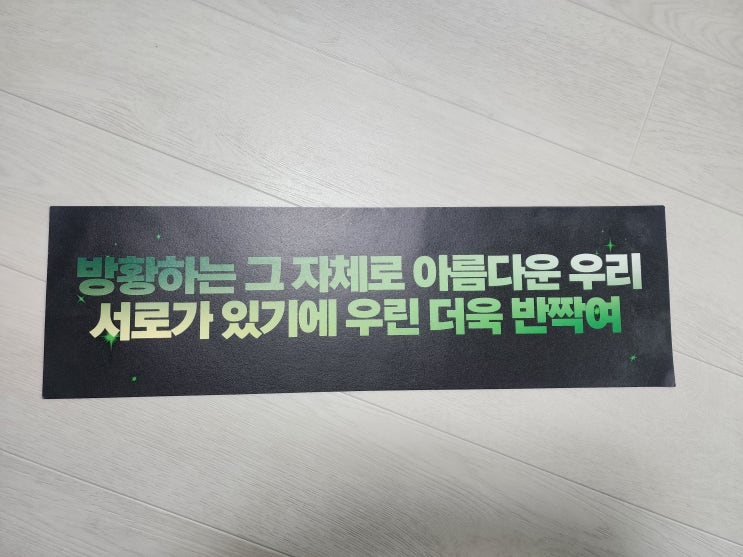 방황하는 그 자체로 아름다운 우리
서로가 있기에 우린 더욱 반짝여